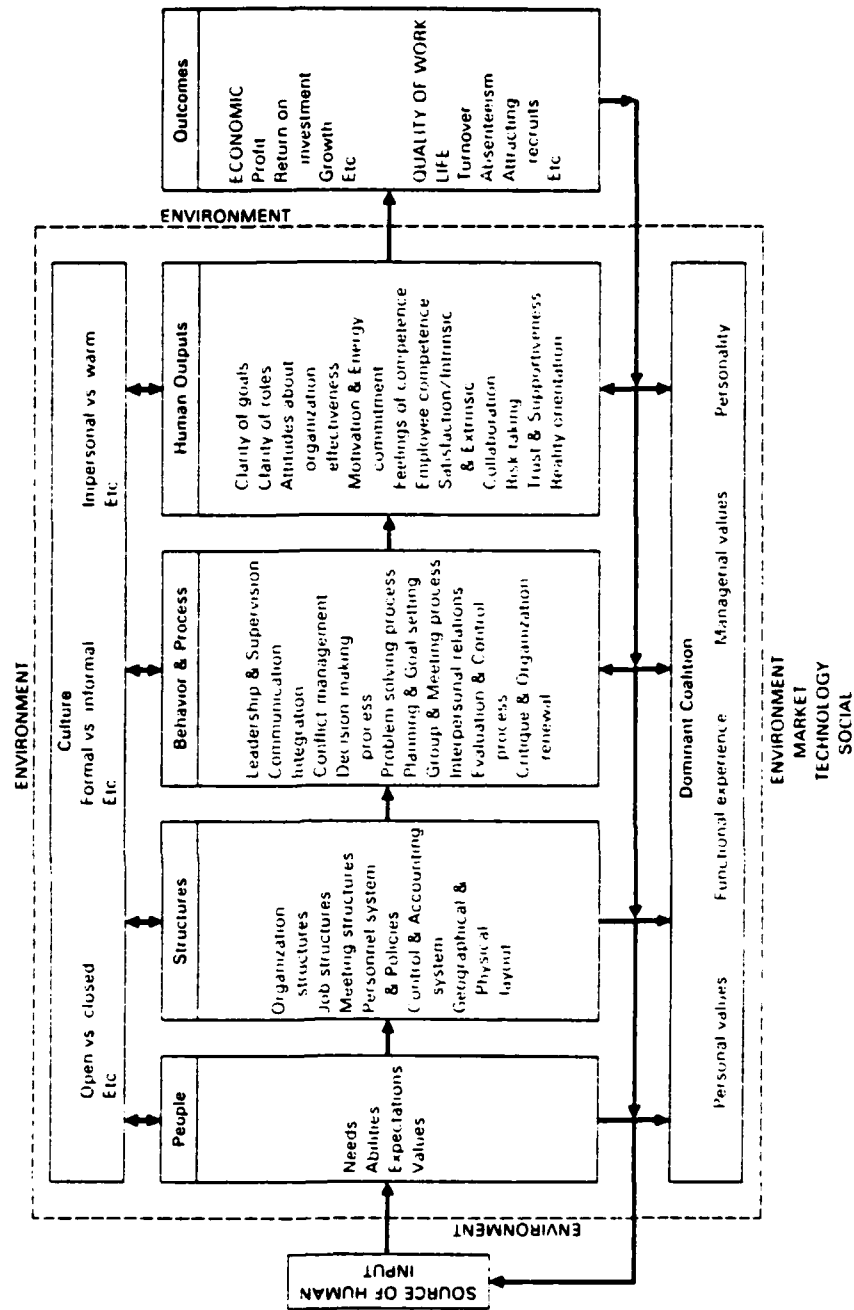 ENVIRONMENT
Culture
Open vs closed
Etc
Formal vs informal
Etc
Impersonal vs warm
Etc
SOURCE OF HUMAN
INPUT
ENVIRONMENT
People
Needs
Abilities
Expectations
Values
Structures
Organization
structures
Job structures
Meeting structures
Personnel system
& Policies
Control & Accounting
system
Geographical &
Physical
layout
Behavior & Process
Leadership & Supervision
Communication
Integration
Conflict management
Decision making
process
Problem solving process
Planning & Goal setting
Group & Meeting process
Interpersonal relations
Evaluation & Control
process
Critique & Organization
renewal
Human Outputs
Clarity of goals
Clarity of roles
Attitudes about
organization
effectiveness
Motivation & Energy
commitment
Feelings of competence
Employee competence
Satisfaction/Intrinsic
& Extrinsic
Collaboration
Risk taking
Trust & Supportiveness
Reality orientation
ENVIRONMENT
Outcomes
ECONOMIC
Profit
Return on
investment
Growth
Etc
QUALITY OF WORK
LIFE
Turnover
Absenteeism
Attracting
recruits
Etc
Dominant Coalition
Personal values
Functional experience
Managerial values
Personality
ENVIRONMENT
MARKET
TECHNOLOGY
SOCIAL